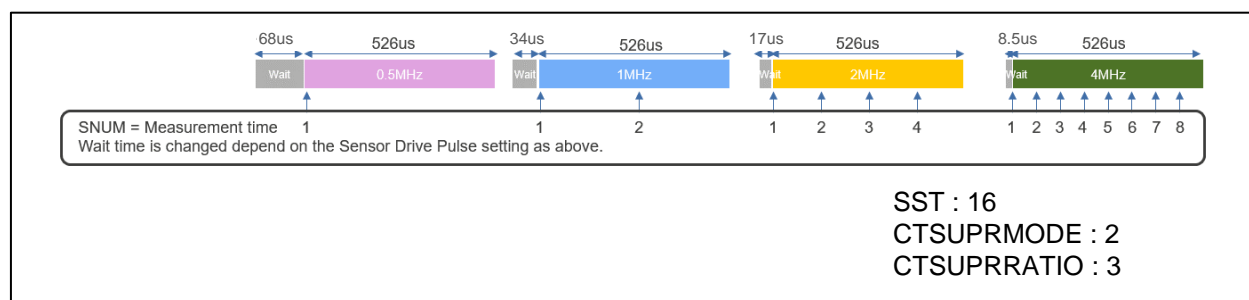 68us 526us 34us 526us 17us 526us 8.5us 526us
Wait 0.5MHz Wait 1MHz Wait 2MHz Wait 4MHz
SNUM = Measurement time 1 1 2 1 2 3 4 1 2 3 4 5 6 7 8
Wait time is changed depend on the Sensor Drive Pulse setting as above.
SST : 16
CTSUPRMODE : 2
CTSUPRRATIO : 3